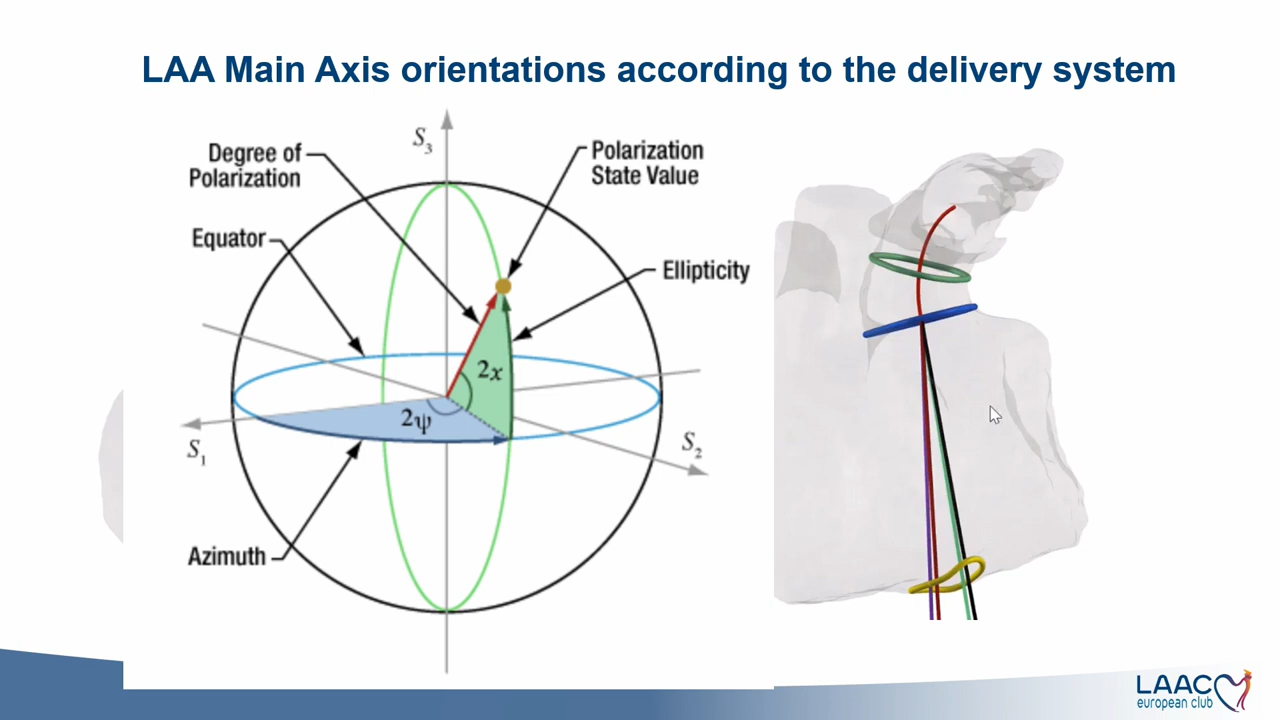 LAA Main Axis orientations according to the delivery system
S3
Degree of
Polarization
Polarization
State Value
Equator
Ellipticity
2x
2ψ
S1
S2
Azimuth
LAAC
european club